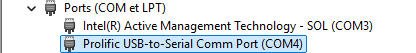 Ports (COM et LPT)
Intel(R) Active Management Technology - SOL (COM3)
Prolific USB-to-Serial Comm Port (COM4)